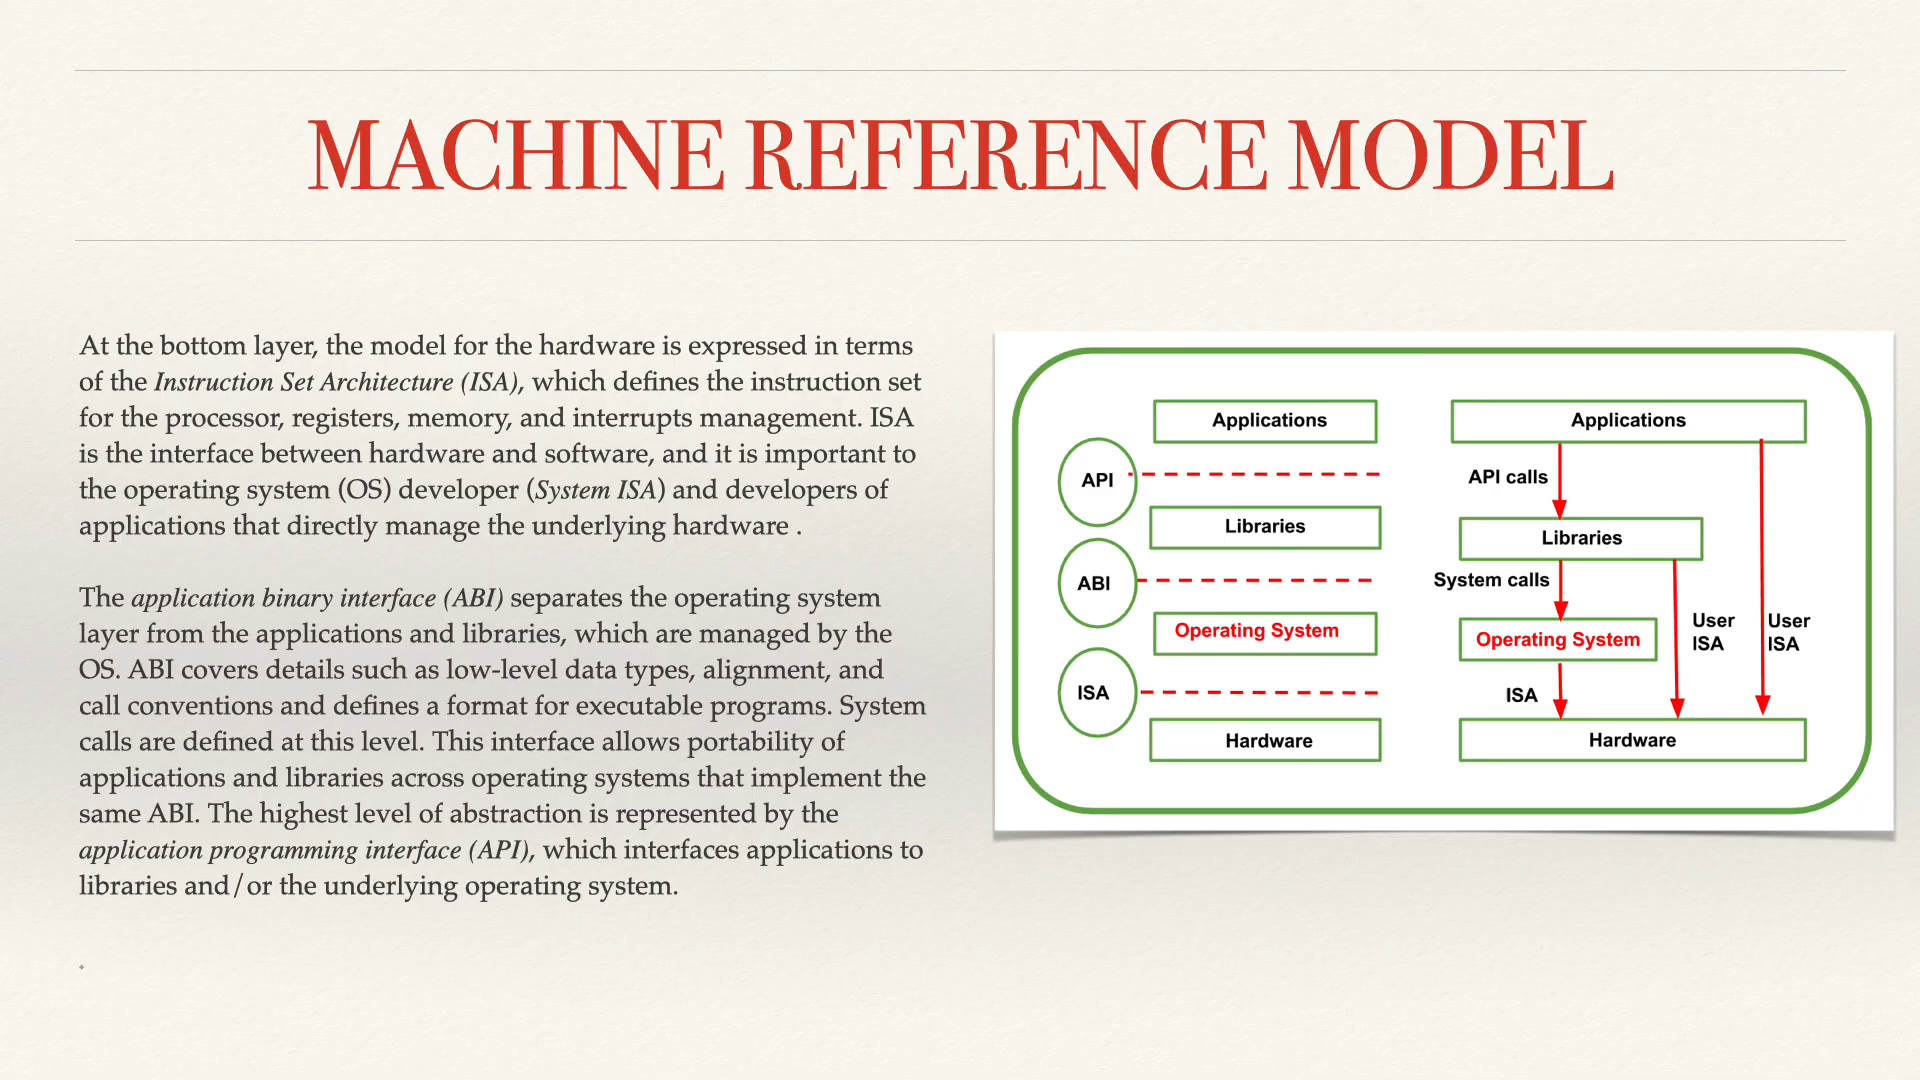 MACHINE REFERENCE MODEL
At the bottom layer, the model for the hardware is expressed in terms
of the Instruction Set Architecture (ISA), which defines the instruction set
for the processor, registers, memory, and interrupts management. ISA
is the interface between hardware and software, and it is important to
the operating system (OS) developer (System ISA) and developers of
applications that directly manage the underlying hardware .
The application binary interface (ABI) separates the operating system
layer from the applications and libraries, which are managed by the
OS. ABI covers details such as low-level data types, alignment, and
call conventions and defines a format for executable programs. System
calls are defined at this level. This interface allows portability of
applications and libraries across operating systems that implement the
same ABI. The highest level of abstraction is represented by the
application programming interface (API), which interfaces applications to
libraries and/or the underlying operating system.
Applications
API
Libraries
ABI
Operating System
ISA
Hardware
Applications
API calls
Libraries
System calls
Operating System
User
ISA
User
ISA
ISA
Hardware